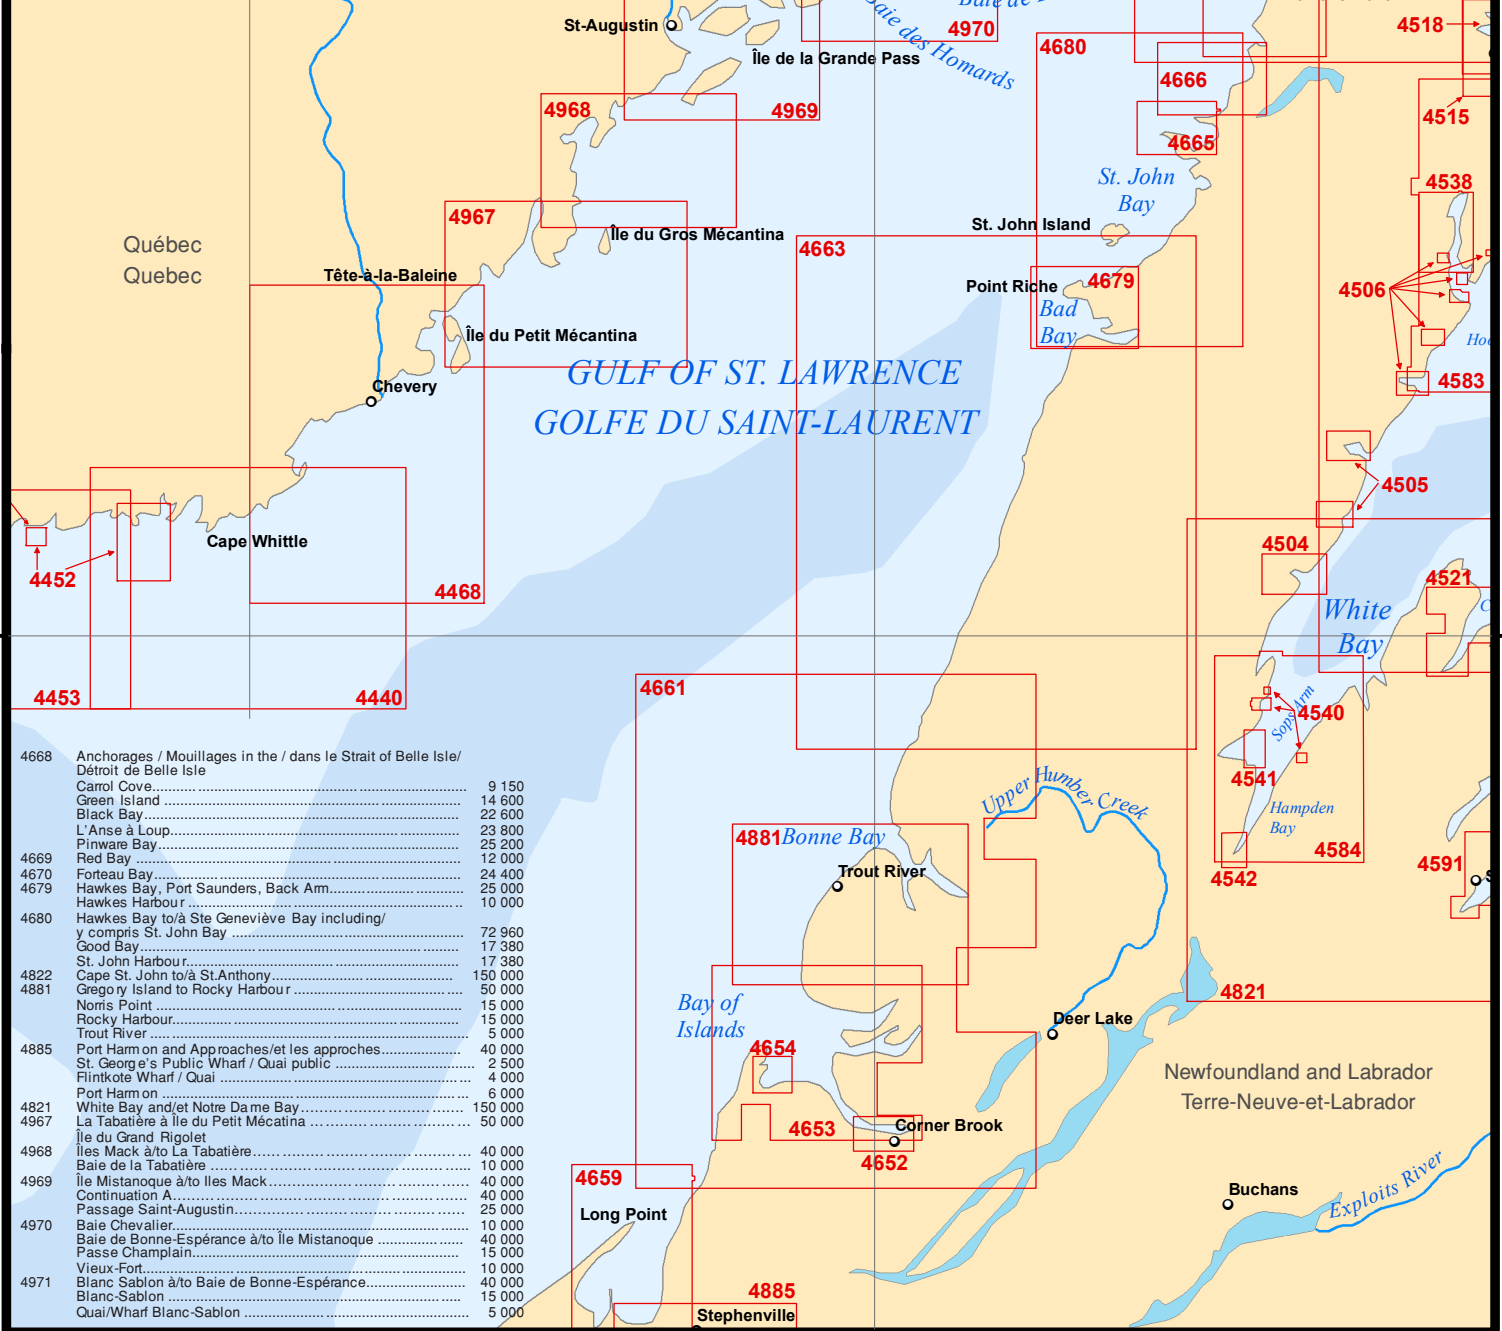 St-Augustin
4970
4518
Île de la Grande Pass
Baie des Homards
4680
4666
4968
4969
4515
4665
St. John
Bay
4538
4967
Québec
Quebec
Île du Gros Mécantina
St. John Island
4663
Tête-à-la-Baleine
Point Riche
4679
4506
Bad
Bay
Île du Petit Mécantina
GULF OF ST. LAWRENCE
GOLFE DU SAINT-LAURENT
Chevery
4583
4505
Cape Whittle
4504
4452
4468
4521
White
Bay
4453
4440
4661
Sops Arm
4540
4541
Upper Humber Creek
Hampden
Bay
4881
Bonne Bay
4584
4591
4542
Trout River
4821
Bay of
Islands
Deer Lake
4654
Newfoundland and Labrador
Terre-Neuve-et-Labrador
4653
Corner Brook
4652
4659
Long Point
Buchans
Exploits River
4885
Stephenville
4668 Anchorages / Mouillages in the / dans le Strait of Belle Isle/
Détroit de Belle Isle
Carrol Cove 9 150
Green Island 14 600
Black Bay 22 600
L'Anse à Loup 23 800
Pinware Bay 25 200
4669 Red Bay 12 000
4670 Forteau Bay 24 400
4679 Hawkes Bay, Port Saunders, Back Arm 25 000
Hawkes Harbour 10 000
4680 Hawkes Bay to/à Ste Geneviève Bay including/
y compris St. John Bay 72 960
Good Bay 17 380
St. John Harbour 17 380
4822 Cape St. John to/à St.Anthony 150 000
4881 Gregory Island to Rocky Harbour 50 000
Norris Point 15 000
Rocky Harbour 15 000
Trout River 5 000
4885 Port Harmon and Approaches/et les approches 40 000
St. George's Public Wharf / Quai public 2 500
Flintkote Wharf / Quai 4 000
Port Harmon 6 000
4821 White Bay and/et Notre Dame Bay 150 000
4967 La Tabatière à Île du Petit Mécatina 50 000
Île du Grand Rigolet
4968 Îles Mack à/to La Tabatière 40 000
Baie de la Tabatière 10 000
4969 Île Mistanoque à/to Iles Mack 40 000
Continuation A 40 000
Passage Saint-Augustin 25 000
4970 Baie Chevalier 10 000
Baie de Bonne-Espérance à/to Île Mistanoque 40 000
Passe Champlain 15 000
Vieux-Fort 10 000
4971 Blanc Sablon à/to Baie de Bonne-Espérance 40 000
Blanc-Sablon 15 000
Quai/Wharf Blanc-Sablon 5 000